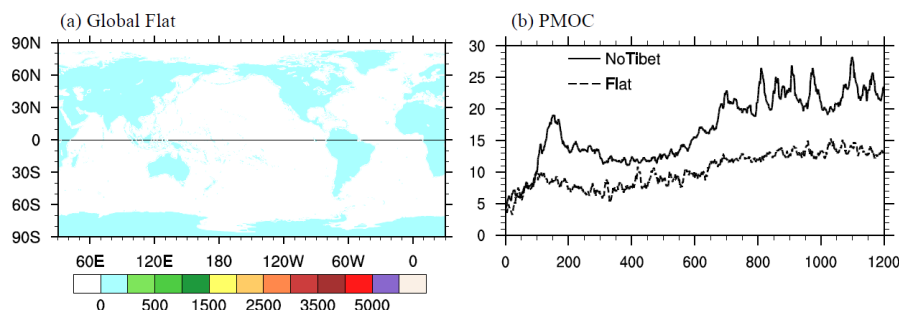 (a) Global Flat
90N
60N
30N
0
30S
60S
90S
60E 120E 180 120W 60W 0
0 500 1500 2500 3500 5000
(b) PMOC
30
25
20
15
10
5
0
NoTibet
Flat
0 200 400 600 800 1000 1200